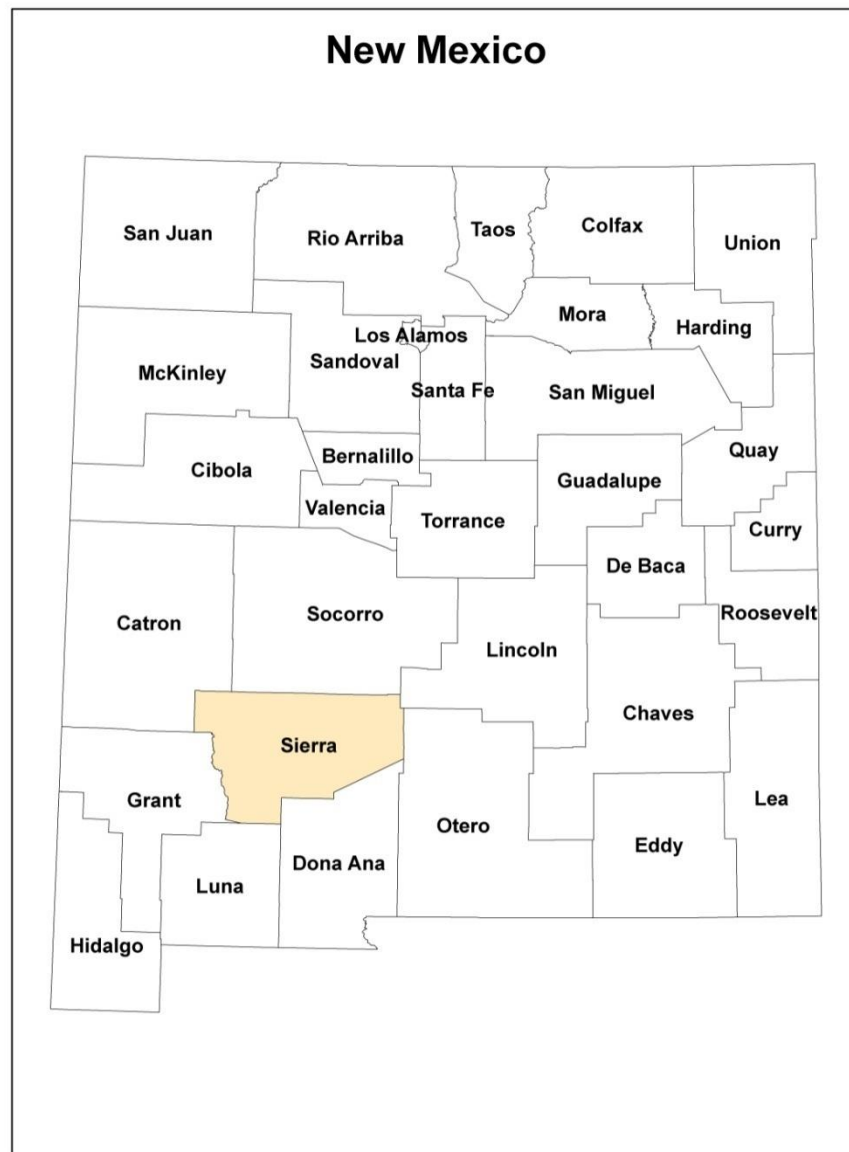 New Mexico
San Juan
Rio Arriba
Taos
Colfax
Union
Mora
Harding
Los Alamos
Sandoval
McKinley
Santa Fe
San Miguel
Quay
Cibola
Bernalillo
Guadalupe
Valencia
Torrance
Curry
De Baca
Roosevelt
Catron
Socorro
Lincoln
Chaves
Sierra
Grant
Lea
Otero
Eddy
Dona Ana
Luna
Hidalgo